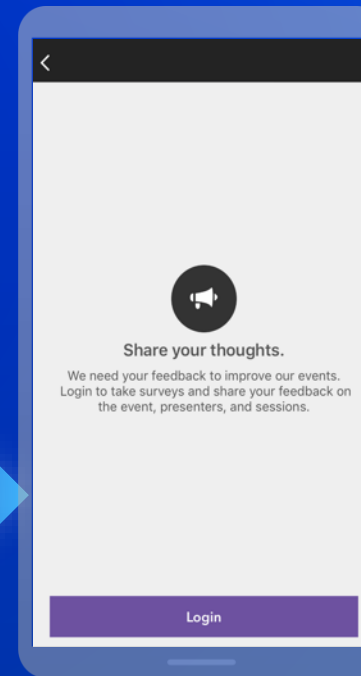 Share your thoughts.
We need your feedback to improve our events.
Login to take surveys and share your feedback on
the event, presenters, and sessions.
Login